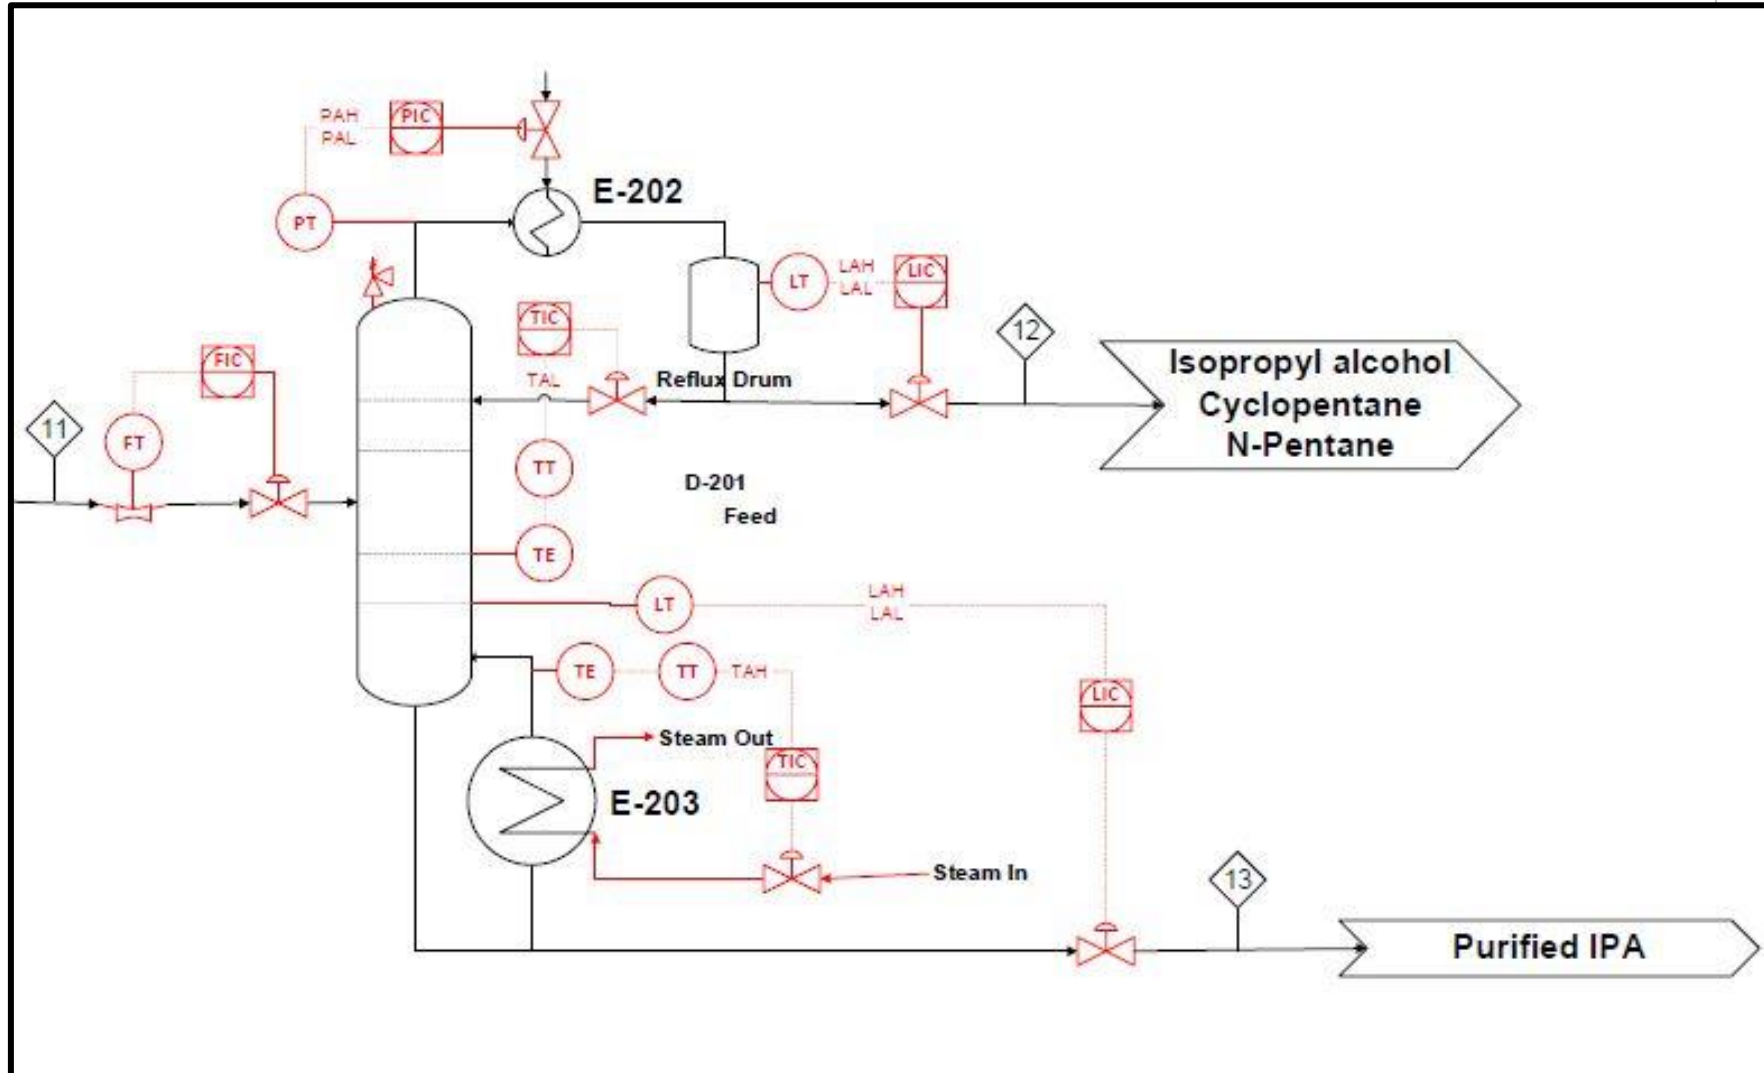 PAH
PAL
PIC
E-202
PT
LT
LAH
LAL
LIC
TIC
12
Isopropyl alcohol
Cyclopentane
N-Pentane
FIC
TAL
Reflux Drum
11
FT
TT
D-201
Feed
TE
LT
LAH
LAL
TE
TT
TAH
LIC
Steam Out
TIC
E-203
Steam In
13
Purified IPA